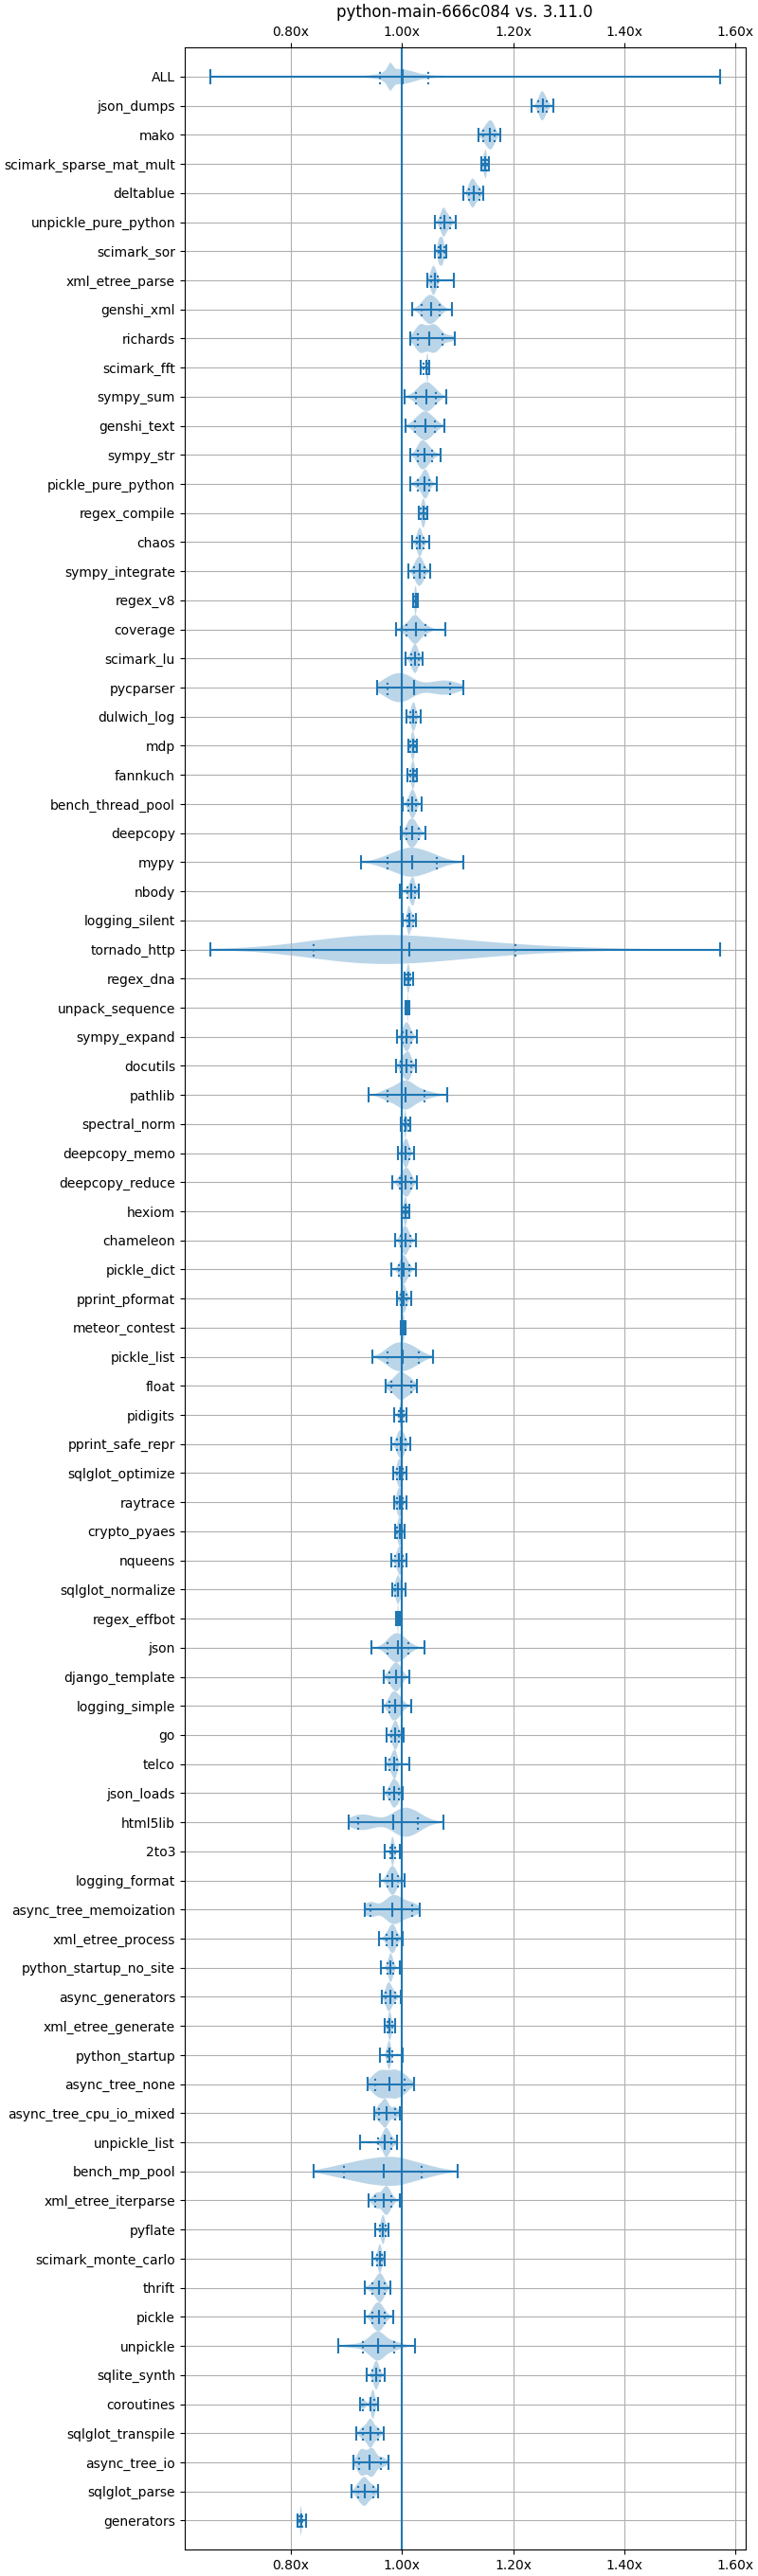 python-main-666c084 vs. 3.11.0
0.80x 1.00x 1.20x 1.40x 1.60x
ALL
json_dumps
mako
scimark_sparse_mat_mult
deltablue
unpickle_pure_python
scimark_sor
xml_etree_parse
genshi_xml
richards
scimark_fft
sympy_sum
genshi_text
sympy_str
pickle_pure_python
regex_compile
chaos
sympy_integrate
regex_v8
coverage
scimark_lu
pycparser
dulwich_log
mdp
fannkuch
bench_thread_pool
deepcopy
mypy
nbody
logging_silent
tornado_http
regex_dna
unpack_sequence
sympy_expand
docutils
pathlib
spectral_norm
deepcopy_memo
deepcopy_reduce
hexiom
chameleon
pickle_dict
pprint_pformat
meteor_contest
pickle_list
float
pidigits
pprint_safe_repr
sqlglot_optimize
raytrace
crypto_pyaes
nqueens
sqlglot_normalize
regex_effbot
json
django_template
logging_simple
go
telco
json_loads
html5lib
2to3
logging_format
async_tree_memoization
xml_etree_process
python_startup_no_site
async_generators
xml_etree_generate
python_startup
async_tree_none
async_tree_cpu_io_mixed
unpickle_list
bench_mp_pool
xml_etree_iterparse
pyflate
scimark_monte_carlo
thrift
pickle
unpickle
sqlite_synth
coroutines
sqlglot_transpile
async_tree_io
sqlglot_parse
generators
0.80x 1.00x 1.20x 1.40x 1.60x